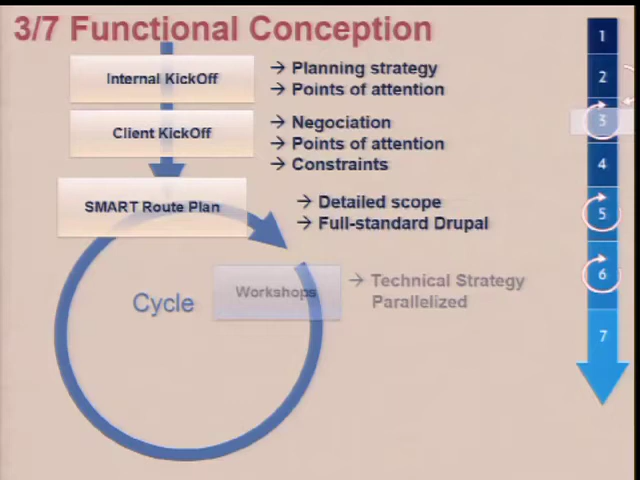 3/7 Functional Conception
Internal KickOff
→ Planning strategy
→ Points of attention
Client KickOff
→ Negociation
→ Points of attention
→ Constraints
SMART Route Plan
→ Detailed scope
→ Full-standard Drupal
Cycle
Workshops
→ Technical Strategy
Parallelized
1
2
3
4
5
6
7